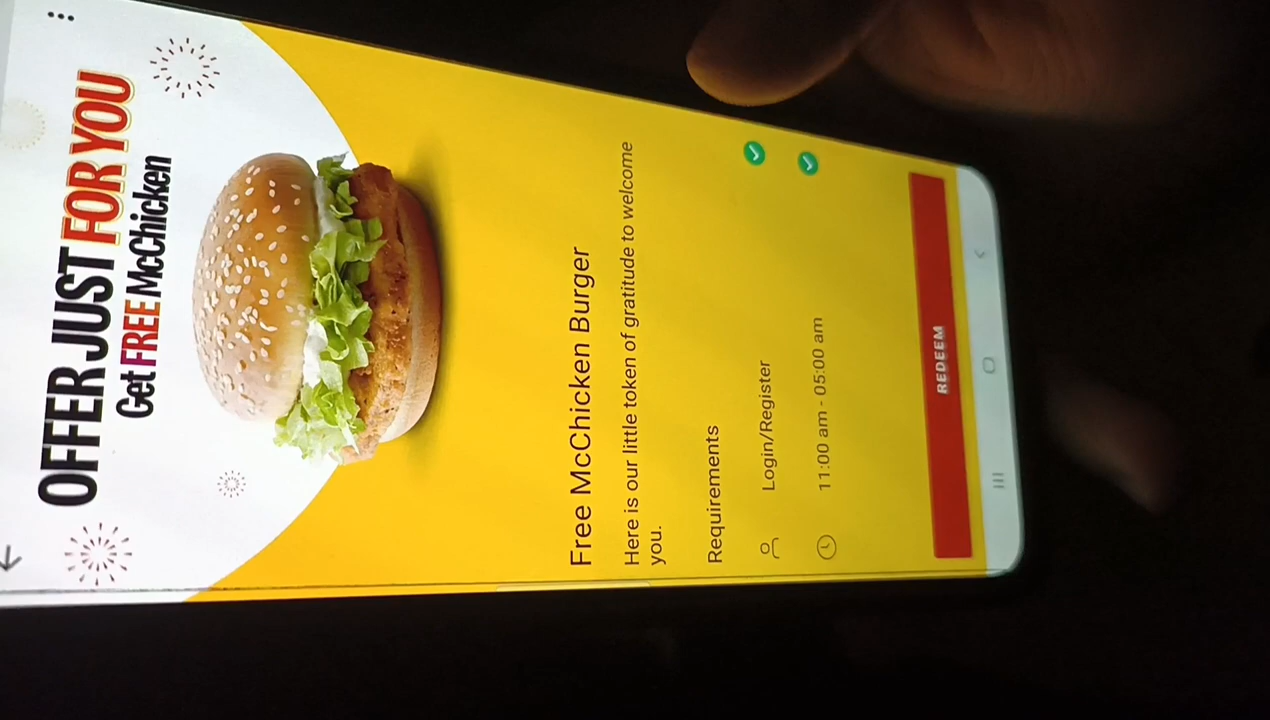 OFFER JUST FOR YOU
Get FREE McChicken
Free McChicken Burger
Here is our little token of gratitude to welcome
you.
Requirements
Login/Register
11:00 am - 05:00 am
REDEEM